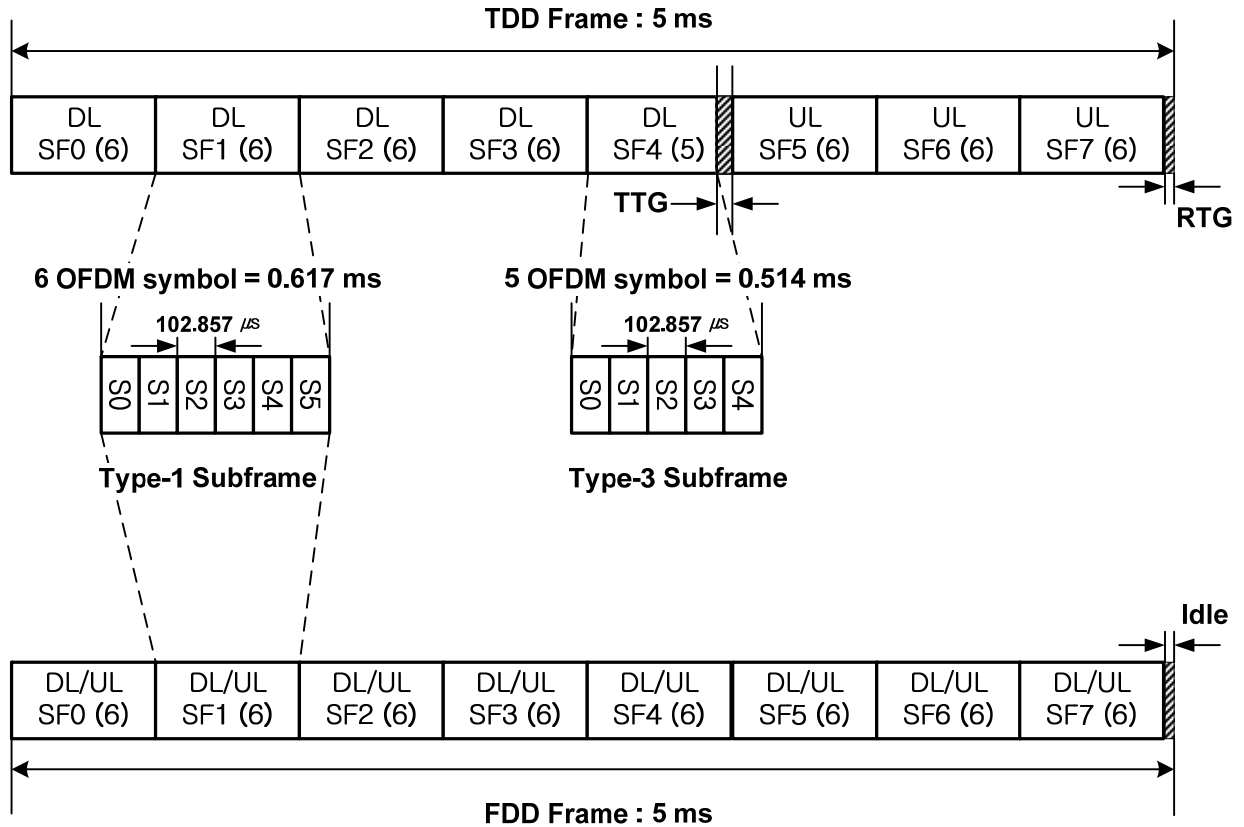 TDD Frame : 5 ms
DL DL DL DL DL UL UL UL
SF0 (6) SF1 (6) SF2 (6) SF3 (6) SF4 (5) SF5 (6) SF6 (6) SF7 (6)
TTG
RTG
6 OFDM symbol = 0.617 ms
5 OFDM symbol = 0.514 ms
102.857 ㎲
102.857 ㎲
S0 S1 S2 S3 S4 S5
S0 S1 S2 S3 S4
Type-1 Subframe
Type-3 Subframe
Idle
DL/UL DL/UL DL/UL DL/UL DL/UL DL/UL DL/UL DL/UL
SF0 (6) SF1 (6) SF2 (6) SF3 (6) SF4 (6) SF5 (6) SF6 (6) SF7 (6)
FDD Frame : 5 ms